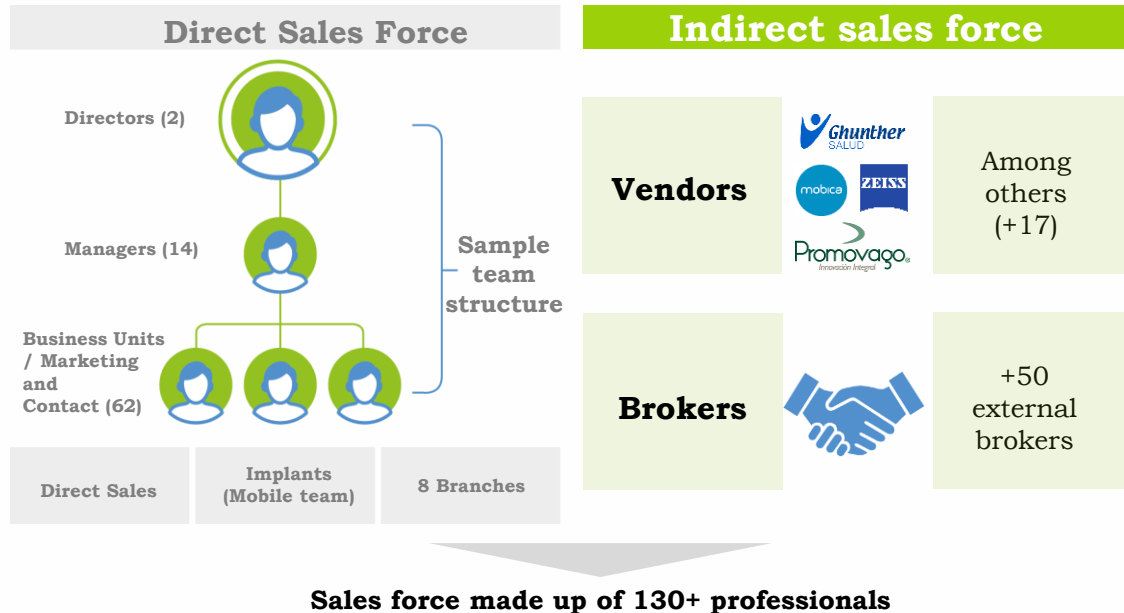 Direct Sales Force
Directors (2)
Managers (14)
Business Units
/ Marketing
and
Contact (62)
Sample
team
structure
Direct Sales
Implants
(Mobile team)
8 Branches
Indirect sales force
Vendors
Ghunther
SALUD
mobica
ZEISS
Promovago®
Innovación Integral
Among
others
(+17)
Brokers
+50
external
brokers
Sales force made up of 130+ professionals